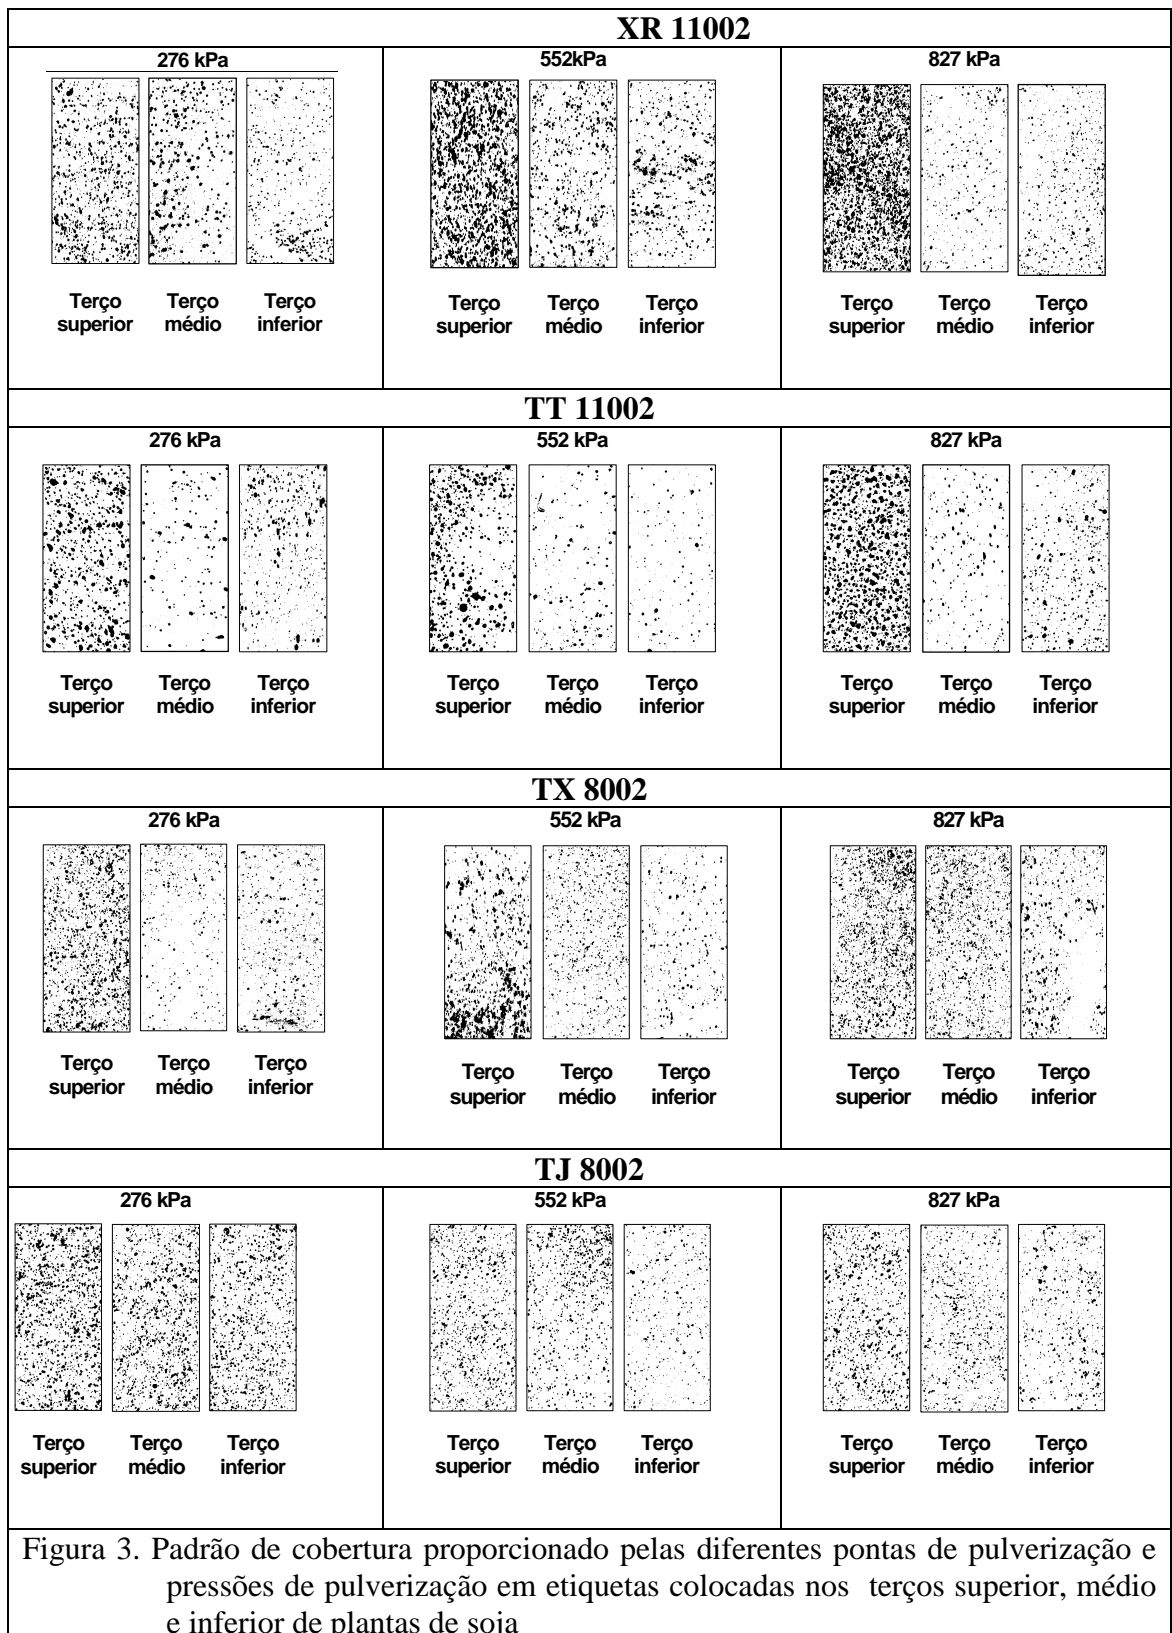 XR 11002
276 kPa 552kPa 827 kPa
Terço Terço Terço Terço Terço Terço Terço Terço Terço
superior médio inferior superior médio inferior superior médio inferior
TT 11002
276 kPa 552 kPa 827 kPa
Terço Terço Terço Terço Terço Terço Terço Terço Terço
superior médio inferior superior médio inferior superior médio inferior
TX 8002
276 kPa 552 kPa 827 kPa
Terço Terço Terço Terço Terço Terço Terço Terço Terço
superior médio inferior superior médio inferior superior médio inferior
TJ 8002
276 kPa 552 kPa 827 kPa
Terço Terço Terço Terço Terço Terço Terço Terço Terço
superior médio inferior superior médio inferior superior médio inferior
Figura 3. Padrão de cobertura proporcionado pelas diferentes pontas de pulverização e
pressões de pulverização em etiquetas colocadas nos terços superior, médio
e inferior de plantas de soja